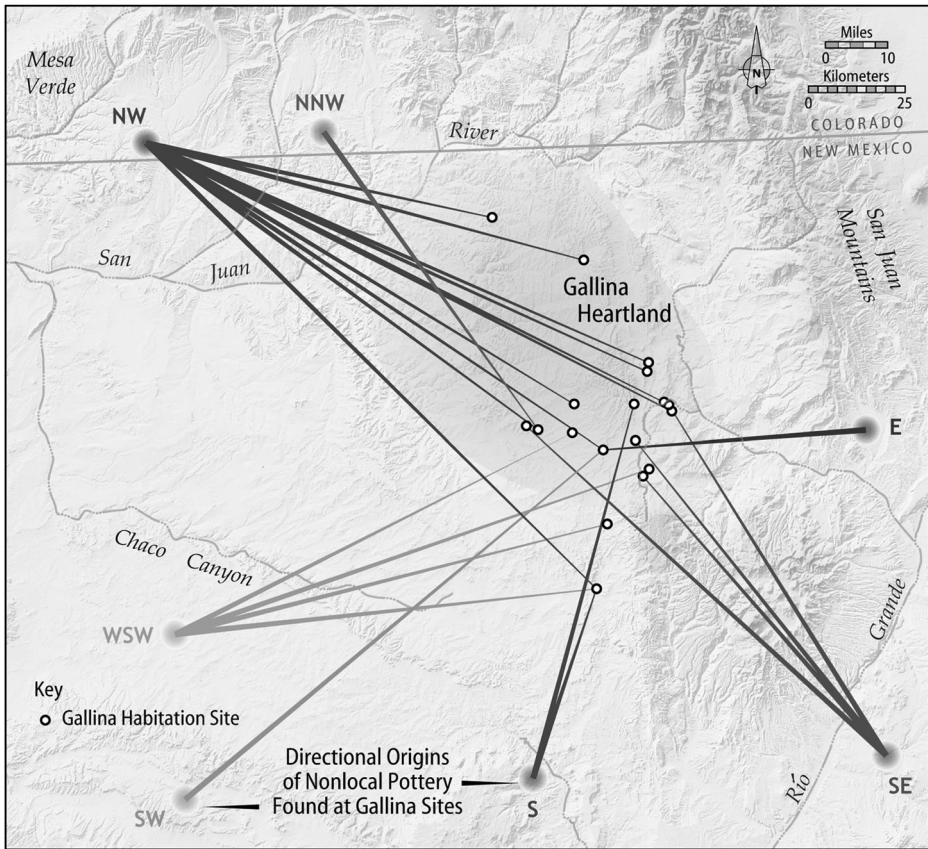 Mesa
Verde
Miles
0 10
Kilometers
0 25
N
COLORADO
NEW MEXICO
NW
NNW
River
San Juan
Mountains
San
Juan
Gallina
Heartland
E
Chaco
Canyon
WSW
Grande
Key
Gallina Habitation Site
Directional Origins
of Nonlocal Pottery
Found at Gallina Sites
SW
S
Río
SE